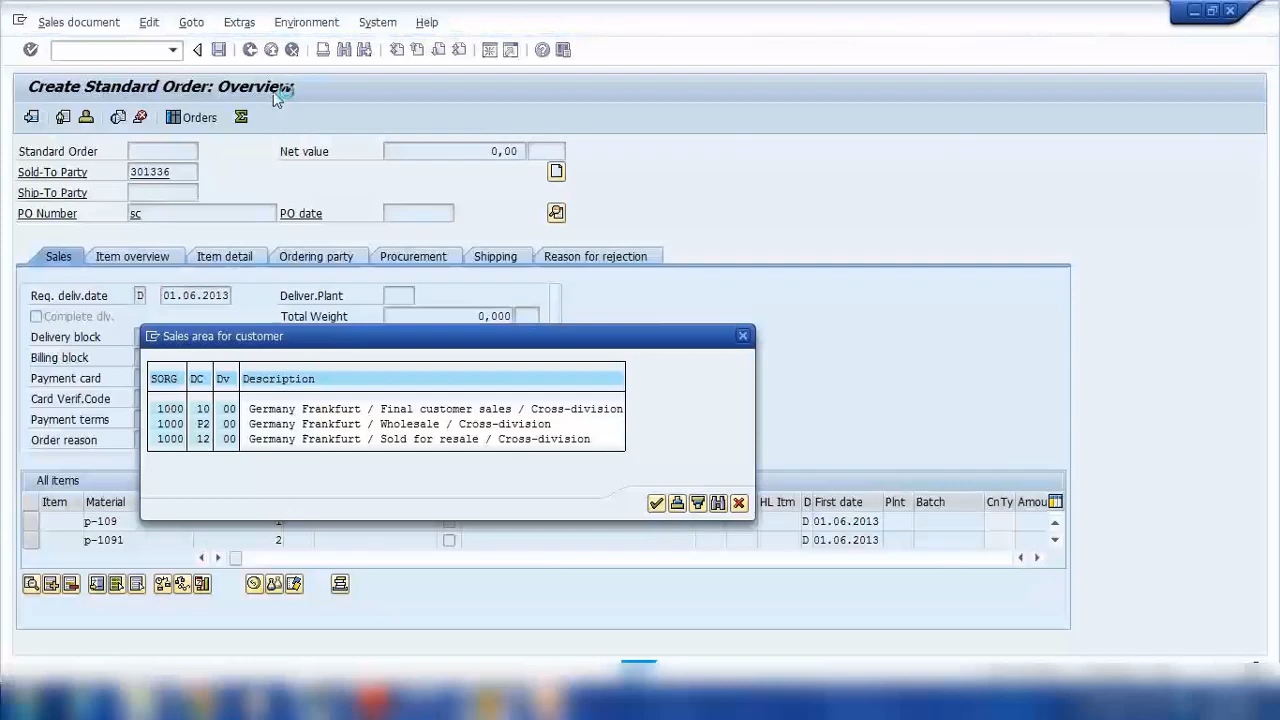 Sales document Edit Goto Extras Environment System Help
Create Standard Order: Overview
Orders
Standard Order Net value 0,00
Sold-To Party 301336
Ship-To Party
PO Number sc PO date
Sales Item overview Item detail Ordering party Procurement Shipping Reason for rejection
Req. deliv.date D 01.06.2013 Deliver.Plant
Complete dlv. Total Weight 0,000
Delivery block
Billing block
Payment card
Card Verif.Code
Payment terms
Order reason
Sales area for customer
SORG DC Dv Description
1000 10 00 Germany Frankfurt / Final customer sales / Cross-division
1000 P2 00 Germany Frankfurt / Wholesale / Cross-division
1000 12 00 Germany Frankfurt / Sold for resale / Cross-division
All items
Item Material HL Itm D First date Plnt Batch CnTy Amou
p-109 1 D 01.06.2013
p-1091 2 D 01.06.2013